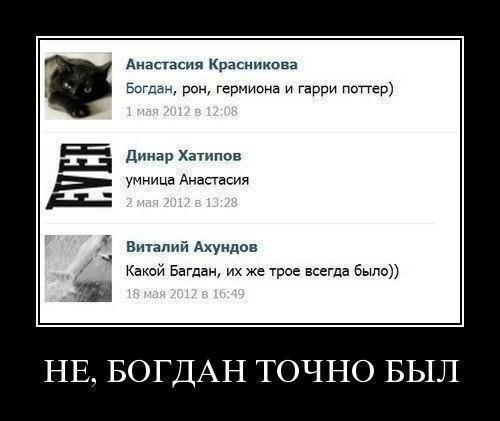 Анастасия Красникова
Богдан, рон, гермиона и гарри поттер)
1 мая 2012 в 12:08
EVER
Динар Хатипов
умница Анастасия
2 мая 2012 в 13:28
Виталий Ахундов
Какой Багдан, их же трое всегда было))
18 мая 2012 в 16:49
НЕ, БОГДАН ТОЧНО БЫЛ